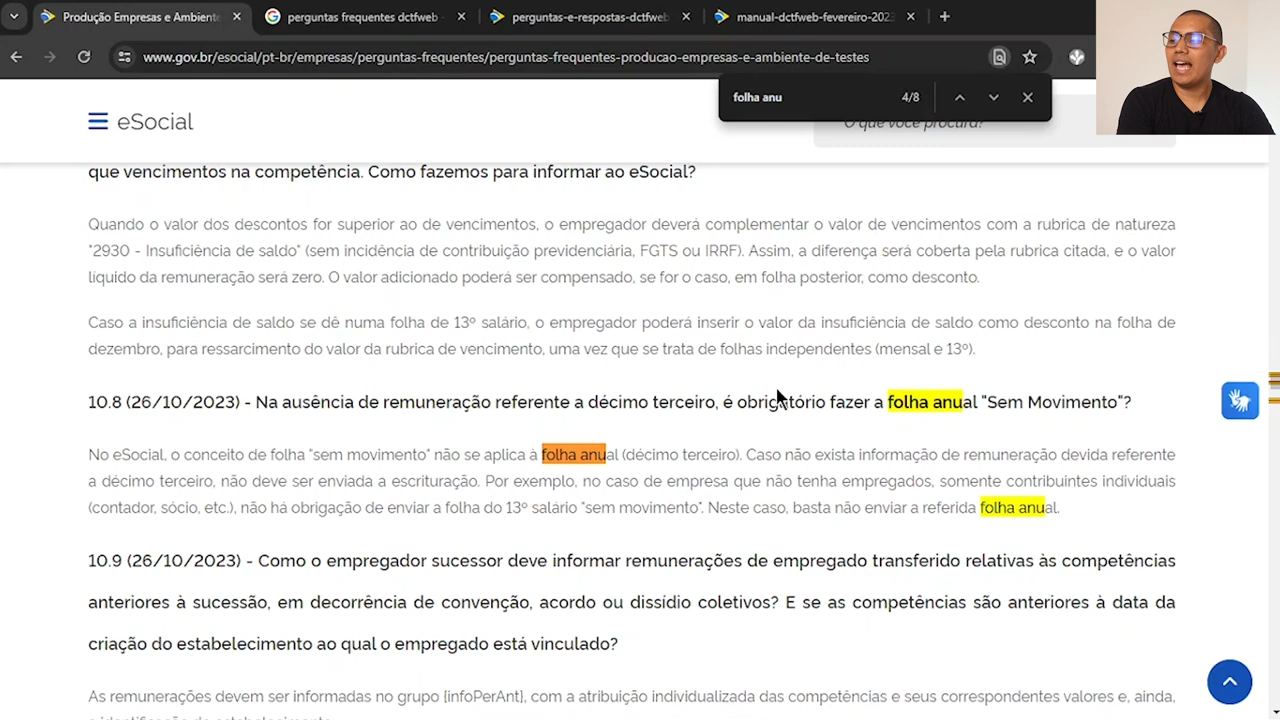 Produção Empresas e Ambient
perguntas frequentes dctfweb
perguntas-e-respostas-dctfweb
manual-dctfweb-fevereiro-202
www.gov.br/esocial/pt-br/empresas/perguntas-frequentes/perguntas-frequentes-producao-empresas-e-ambiente-de-testes
folha anu
4/8
eSocial
O que você procura?
que vencimentos na competência. Como fazemos para informar ao eSocial?
Quando o valor dos descontos for superior ao de vencimentos, o empregador deverá complementar o valor de vencimentos com a rubrica de natureza
"2930 - Insuficiência de saldo" (sem incidência de contribuição previdenciária, FGTS ou IRRF). Assim, a diferença será coberta pela rubrica citada, e o valor
líquido da remuneração será zero. O valor adicionado poderá ser compensado, se for o caso, em folha posterior, como desconto.
Caso a insuficiência de saldo se dê numa folha de 13º salário, o empregador poderá inserir o valor da insuficiência de saldo como desconto na folha de
dezembro, para ressarcimento do valor da rubrica de vencimento, uma vez que se trata de folhas independentes (mensal e 13º).
10.8 (26/10/2023) - Na ausência de remuneração referente a décimo terceiro, é obrigatório fazer a folha anual "Sem Movimento"?
No eSocial, o conceito de folha "sem movimento" não se aplica à folha anual (décimo terceiro). Caso não exista informação de remuneração devida referente
a décimo terceiro, não deve ser enviada a escrituração. Por exemplo, no caso de empresa que não tenha empregados, somente contribuintes individuais
(contador, sócio, etc.), não há obrigação de enviar a folha do 13º salário "sem movimento". Neste caso, basta não enviar a referida folha anual.
10.9 (26/10/2023) - Como o empregador sucessor deve informar remunerações de empregado transferido relativas às competências
anteriores à sucessão, em decorrência de convenção, acordo ou dissídio coletivos? E se as competências são anteriores à data da
criação do estabelecimento ao qual o empregado está vinculado?
As remunerações devem ser informadas no grupo {infoPerAnt}, com a atribuição individualizada das competências e seus correspondentes valores e, ainda,